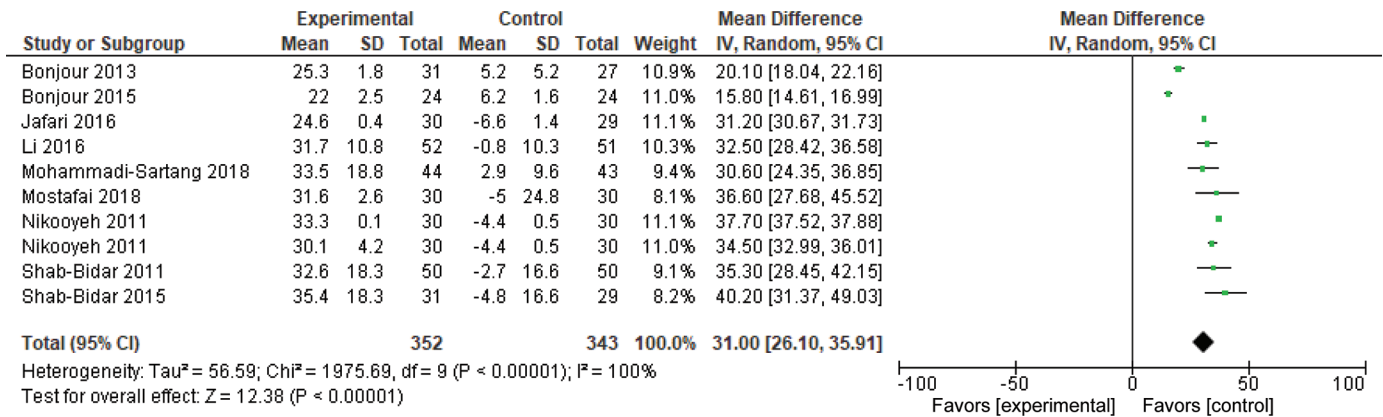 Experimental Control Mean Difference Mean Difference
Study or Subgroup Mean SD Total Mean SD Total Weight IV, Random, 95% CI IV, Random, 95% CI
Bonjour 2013 25.3 1.8 31 5.2 5.2 27 10.9% 20.10 [18.04, 22.16]
Bonjour 2015 22 2.5 24 6.2 1.6 24 11.0% 15.80 [14.61, 16.99]
Jafari 2016 24.6 0.4 30 -6.6 1.4 29 11.1% 31.20 [30.67, 31.73]
Li 2016 31.7 10.8 52 -0.8 10.3 51 10.3% 32.50 [28.42, 36.58]
Mohammadi-Sartang 2018 33.5 18.8 44 2.9 9.6 43 9.4% 30.60 [24.35, 36.85]
Mostafai 2018 31.6 2.6 30 -5 24.8 30 8.1% 36.60 [27.68, 45.52]
Nikooyeh 2011 33.3 0.1 30 -4.4 0.5 30 11.1% 37.70 [37.52, 37.88]
Nikooyeh 2011 30.1 4.2 30 -4.4 0.5 30 11.0% 34.50 [32.99, 36.01]
Shab-Bidar 2011 32.6 18.3 50 -2.7 16.6 50 9.1% 35.30 [28.45, 42.15]
Shab-Bidar 2015 35.4 18.3 31 -4.8 16.6 29 8.2% 40.20 [31.37, 49.03]
Total (95% CI) 352 343 100.0% 31.00 [26.10, 35.91]
Heterogeneity: Tau² = 56.59; Chi² = 1975.69, df = 9 (P < 0.00001); I² = 100%
Test for overall effect: Z = 12.38 (P < 0.00001)
-100 -50 0 50 100
Favors [experimental] Favors [control]